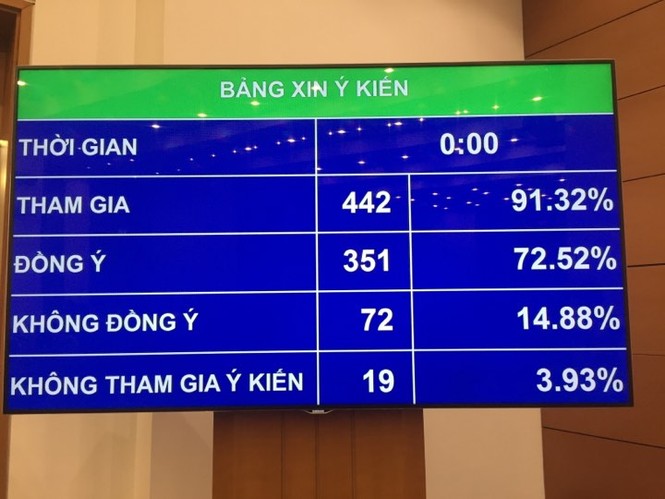 BẢNG XIN Ý KIẾN
THỜI GIAN 0:00
THAM GIA 442 91.32%
ĐỒNG Ý 351 72.52%
KHÔNG ĐỒNG Ý 72 14.88%
KHÔNG THAM GIA Ý KIẾN 19 3.93%